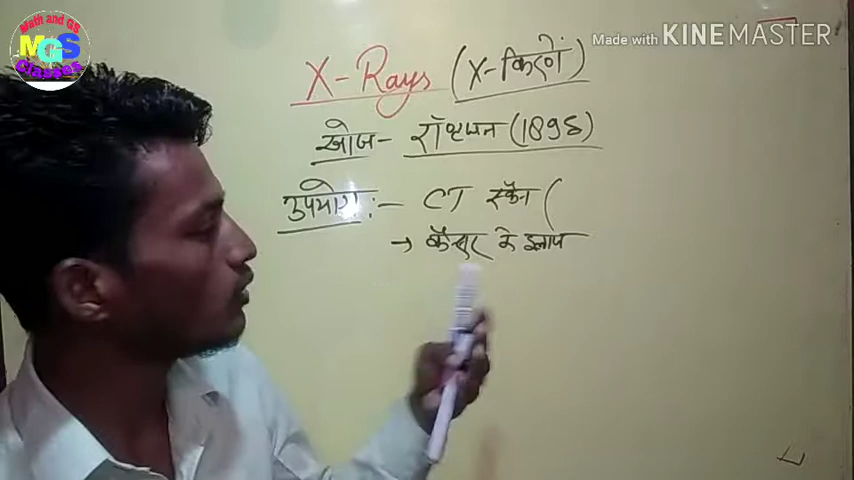 Math and GS
MGS
Classes
Made with KINEMASTER
X-Rays (X-किरणें)
खोज- रॉण्टजन (1895)
उपयोग :- CT स्कैन (
→ कैंसर के इलाज